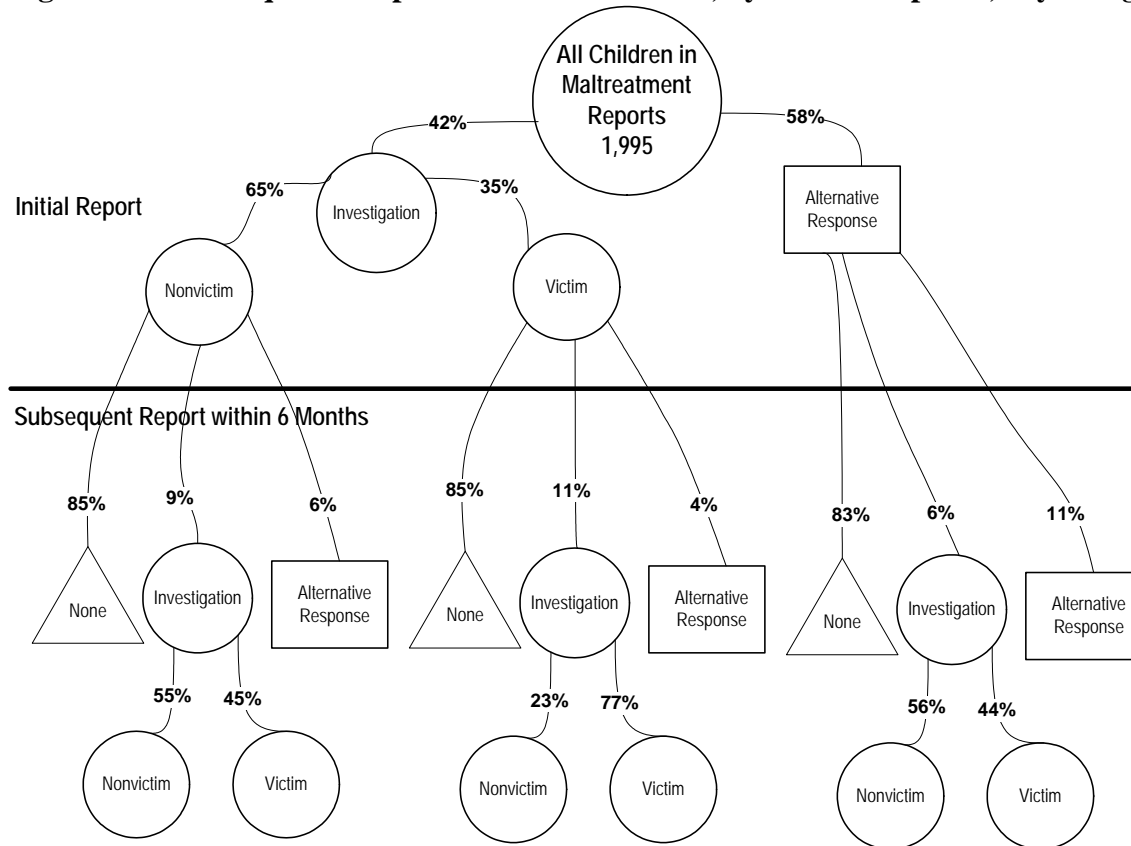 All Children in
Maltreatment
Reports
1,995
42%
58%
65%
35%
Initial Report
Investigation
Alternative
Response
Nonvictim
Victim
Subsequent Report within 6 Months
85%
9%
6%
85%
11%
4%
83%
6%
11%
None
Investigation
Alternative
Response
None
Investigation
Alternative
Response
None
Investigation
Alternative
Response
55%
45%
23%
77%
56%
44%
Nonvictim
Victim
Nonvictim
Victim
Nonvictim
Victim